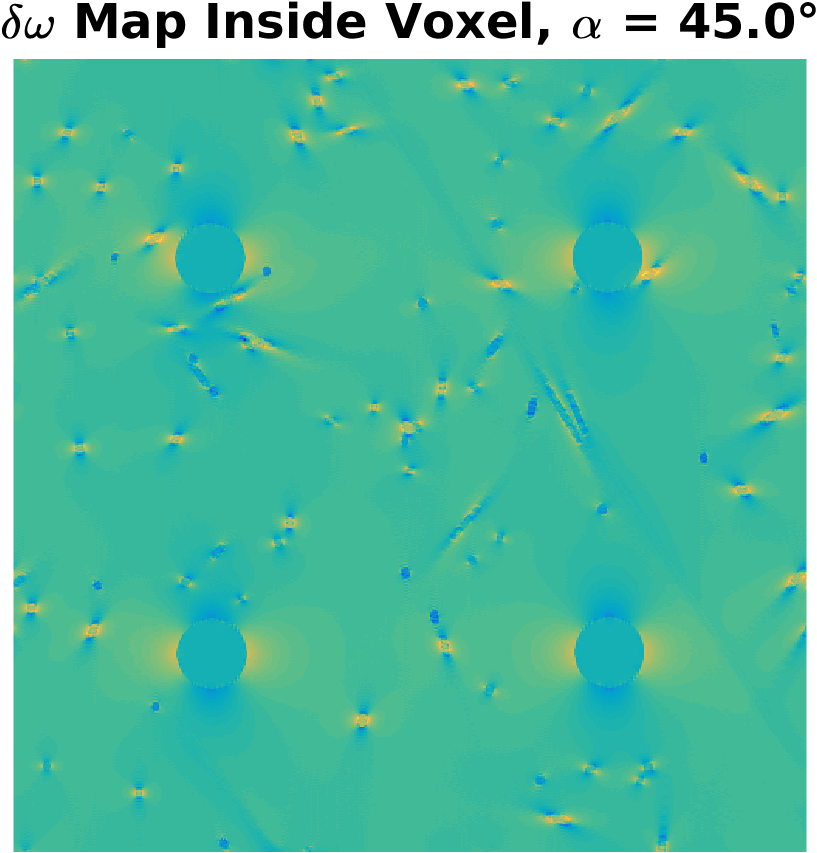 δω Map Inside Voxel, α = 45.0°